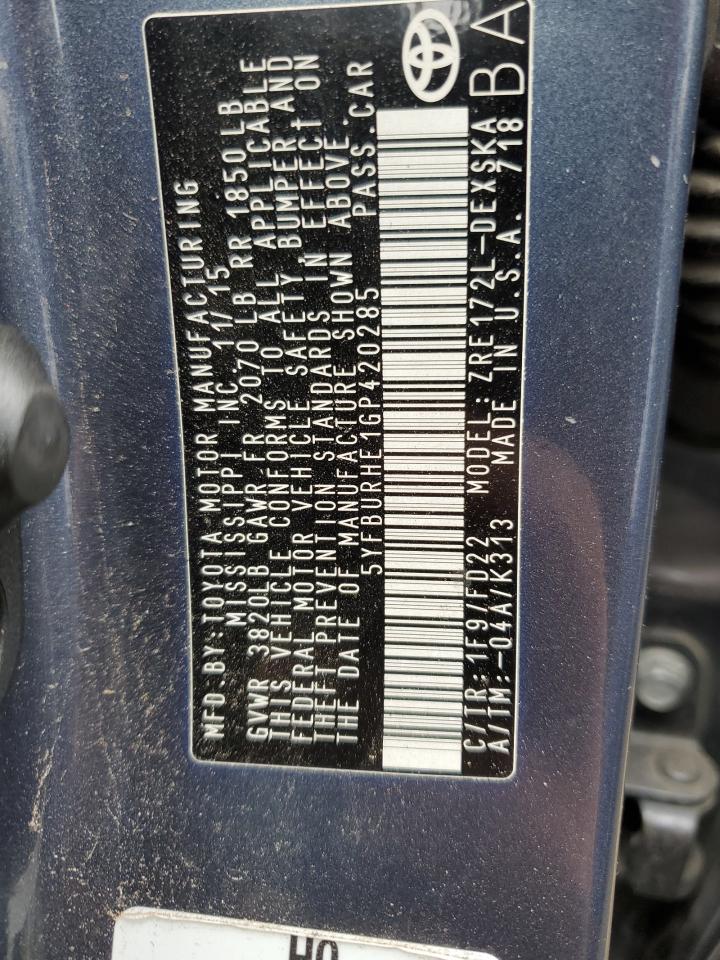 MFD. BY: TOYOTA MOTOR MANUFACTURING
MISSISSIPPI INC. 11/15
GVWR 3820LB GAWR FR 2070 LB RR 1850LB
THIS VEHICLE CONFORMS TO ALL APPLICABLE
FEDERAL MOTOR VEHICLE SAFETY, BUMPER AND
THEFT PREVENTION STANDARDS IN EFFECT ON
THE DATE OF MANUFACTURE SHOWN ABOVE.
5YFBURHE1GP420285 PASS.CAR
C/TR: 1F9/FD22 MODEL: ZRE172L-DEXSKA
A/TM:-04A/K313 MADE IN U.S.A. 718
BA